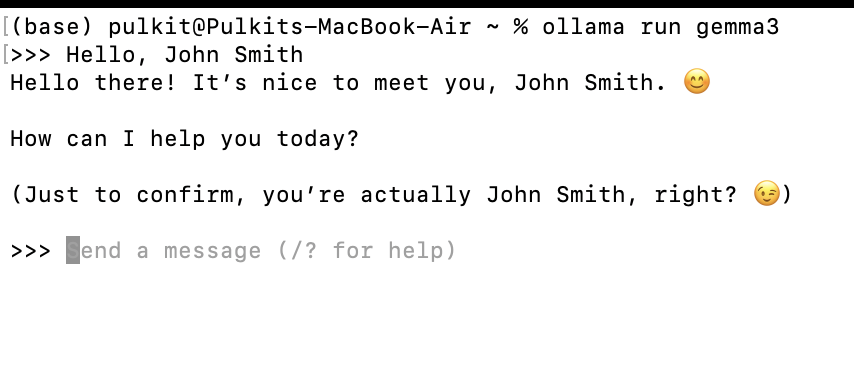 [(base) pulkit@Pulkits-MacBook-Air ~ % ollama run gemma3
[>>> Hello, John Smith
Hello there! It’s nice to meet you, John Smith. 😊
How can I help you today?
(Just to confirm, you’re actually John Smith, right? 😉)
>>> Send a message (/? for help)